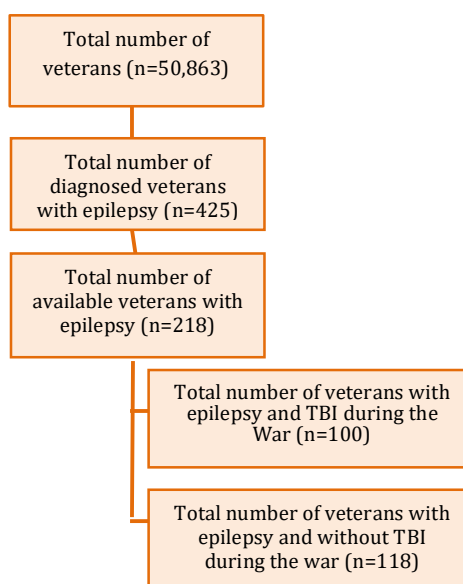 Total number of
veterans (n=50,863)
Total number of
diagnosed veterans
with epilepsy (n=425)
Total number of
available veterans with
epilepsy (n=218)
Total number of veterans with
epilepsy and TBI during the
War (n=100)
Total number of veterans with
epilepsy and without TBI
during the war (n=118)